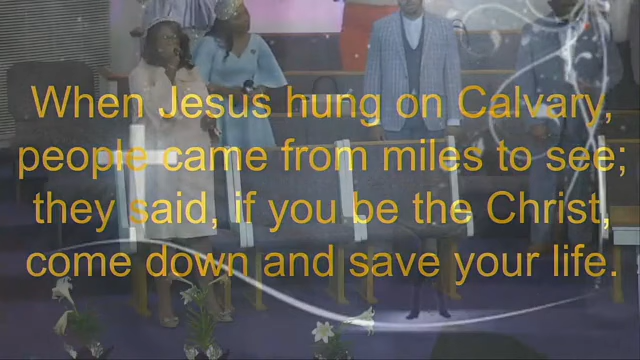 When Jesus hung on Calvary,
people came from miles to see;
they said, if you be the Christ,
come down and save your life.